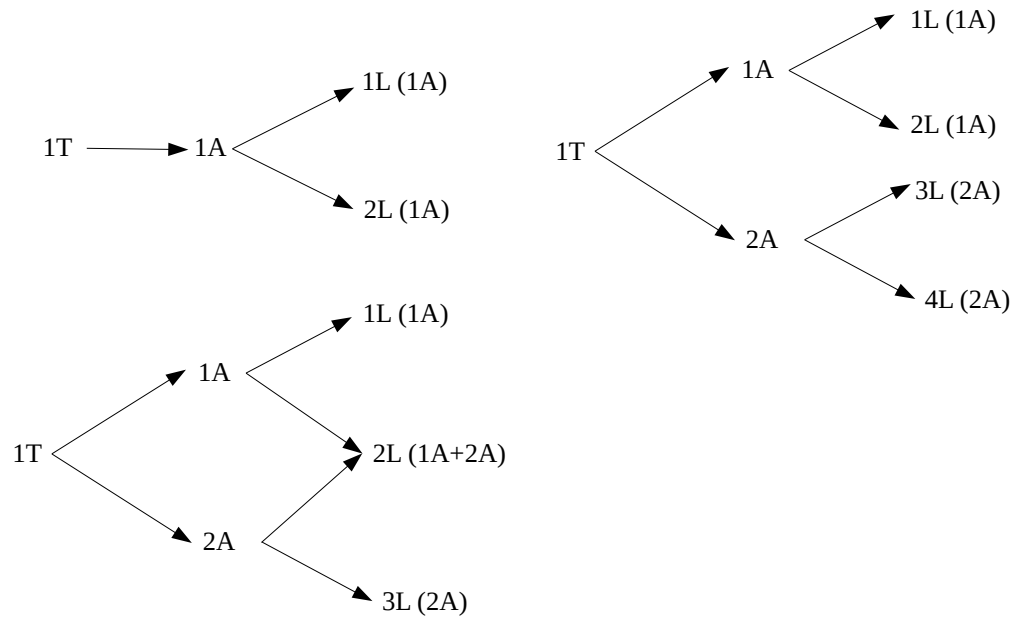 1L (1A)
1T
1A
2L (1A)
1L (1A)
1A
2L (1A)
1T
3L (2A)
2A
4L (2A)
1L (1A)
1A
1T
2L (1A+2A)
2A
3L (2A)